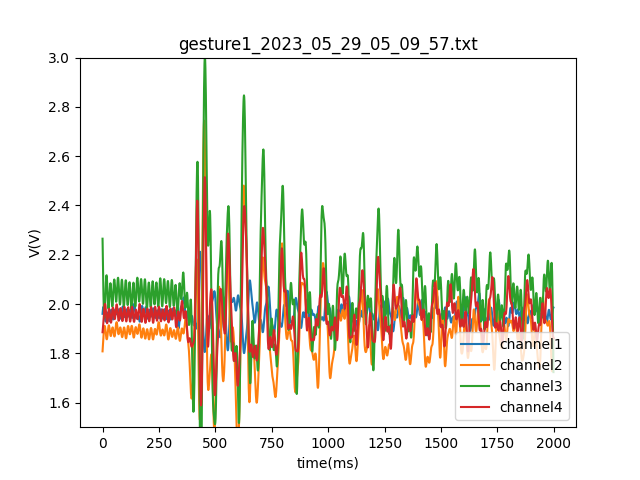 gesture1_2023_05_29_05_09_57.txt
3.0
2.8
2.6
2.4
2.2
2.0
1.8
1.6
V(V)
channel1
channel2
channel3
channel4
0 250 500 750 1000 1250 1500 1750 2000
time(ms)